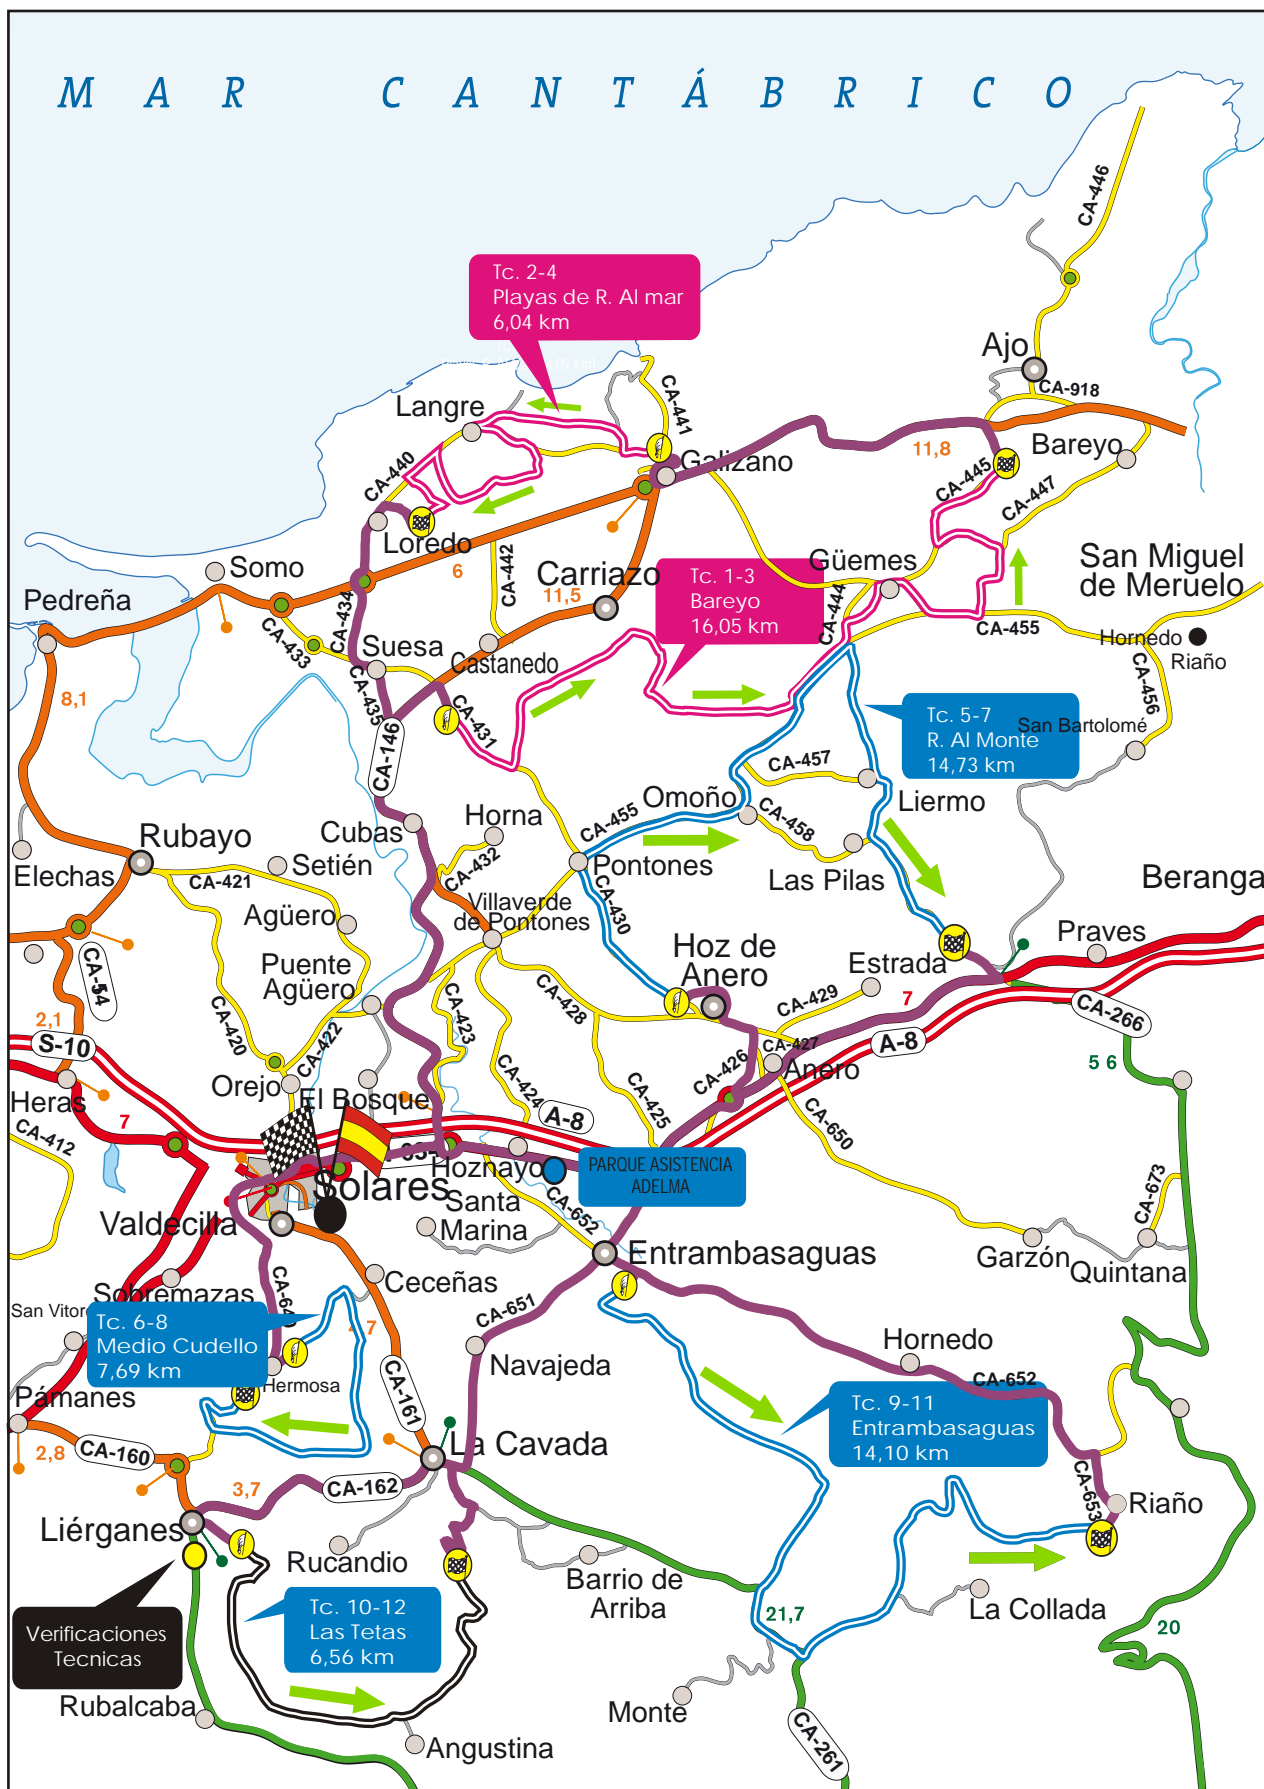 MAR CANTÁBRICO
CA-446
Tc. 2-4
Playas de R. Al mar
6,04 km
Ajo
CA-918
CA-441
Langre
11,8
Bareyo
CA-440
Galizano
CA-445
CA-447
Loredo
CA-442
Somo
6
Carriazo
Güemes
San Miguel
de Meruelo
Tc. 1-3
Bareyo
16,05 km
Pedreña
11,5
CA-434
CA-444
CA-455
CA-433
Suesa
Castanedo
Hornedo
Riaño
8,1
CA-435
CA-431
CA-456
Tc. 5-7
R. Al Monte
14,73 km
San Bartolomé
CA-146
CA-457
Omoño
Liermo
Rubayo
Cubas
Horna
CA-455
CA-458
Setién
CA-432
Pontones
Elechas
CA-421
Las Pilas
Beranga
Agüero
Villaverde
de Pontones
CA-430
Praves
Hoz de
Anero
Puente
Agüero
Estrada
CA-429
7
CA-266
2,1
S-10
CA-420
CA-422
CA-423
CA-428
CA-427
A-8
5 6
Orejo
CA-426
Anero
Heras
El Bosque
CA-424
CA-425
7
CA-412
A-8
CA-650
Hoznayo
PARQUE ASISTENCIA
ADELMA
Solares
CA-652
CA-673
Valdecilla
Santa
Marina
Entrambasaguas
Garzón
Quintana
Ceceñas
Sobremazas
CA-651
Tc. 6-8
Medio Cudello
7,69 km
Hornedo
Navajeda
Hermosa
CA-652
Pámanes
CA-161
Tc. 9-11
Entrambasaguas
14,10 km
2,8
CA-160
La Cavada
3,7
CA-162
CA-653
Riaño
Liérganes
Rucandio
Barrio de
Arriba
Tc. 10-12
Las Tetas
6,56 km
La Collada
21,7
20
Verificaciones
Tecnicas
Rubalcaba
Monte
CA-261
Angustina